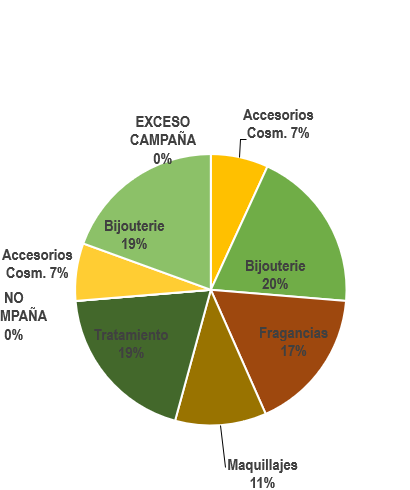 EXCESO
CAMPAÑA
0%
Accesorios
Cosm. 7%
Bijouterie
20%
Fragancias
17%
Maquillajes
11%
Tratamiento
19%
NO
MPAÑA
0%
Accesorios
Cosm. 7%
Bijouterie
19%